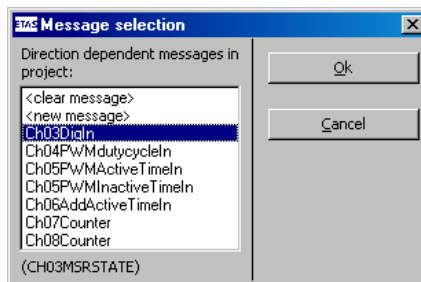 ETAS Message selection
Direction dependent messages in
project:
<clear message>
<new message>
Ch03DigIn
Ch04PWMdutycycleIn
Ch05PWMActiveTimeIn
Ch05PWMInactiveTimeIn
Ch06AddActiveTimeIn
Ch07Counter
Ch08Counter
(CH03MSRSTATE)
Ok
Cancel